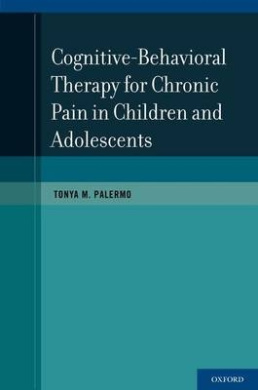 Cognitive-Behavioral
Therapy for Chronic
Pain in Children and
Adolescents
TONYA M. PALERMO
OXFORD